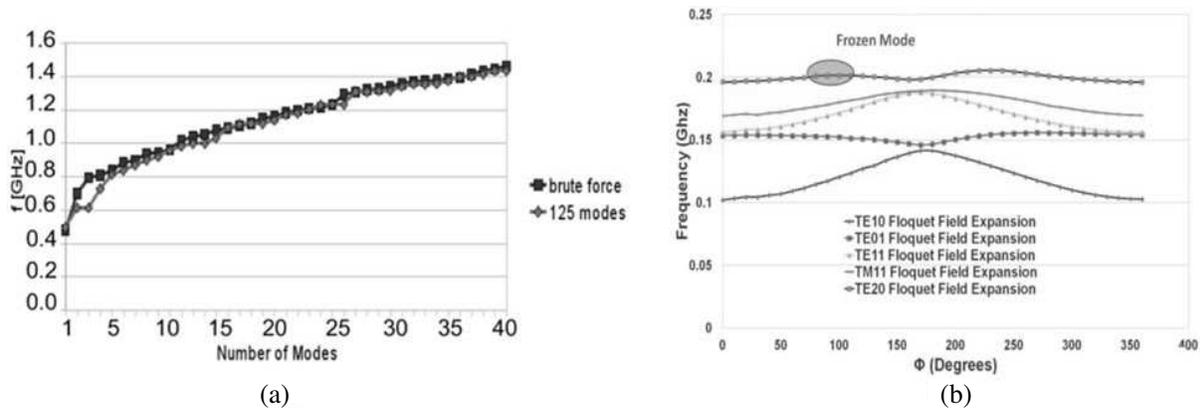 1.6
1.4
1.2
1.0
0.8
0.6
0.4
0.2
0.0
f [GHz]
1 5 10 15 20 25 30 35 40
Number of Modes
brute force
125 modes
(a)
0.25
0.2
0.15
0.1
0.05
0
Frequency (Ghz)
Frozen Mode
TE10 Floquet Field Expansion
TE01 Floquet Field Expansion
TE11 Floquet Field Expansion
TM11 Floquet Field Expansion
TE20 Floquet Field Expansion
0 50 100 150 200 250 300 350 400
Φ (Degrees)
(b)